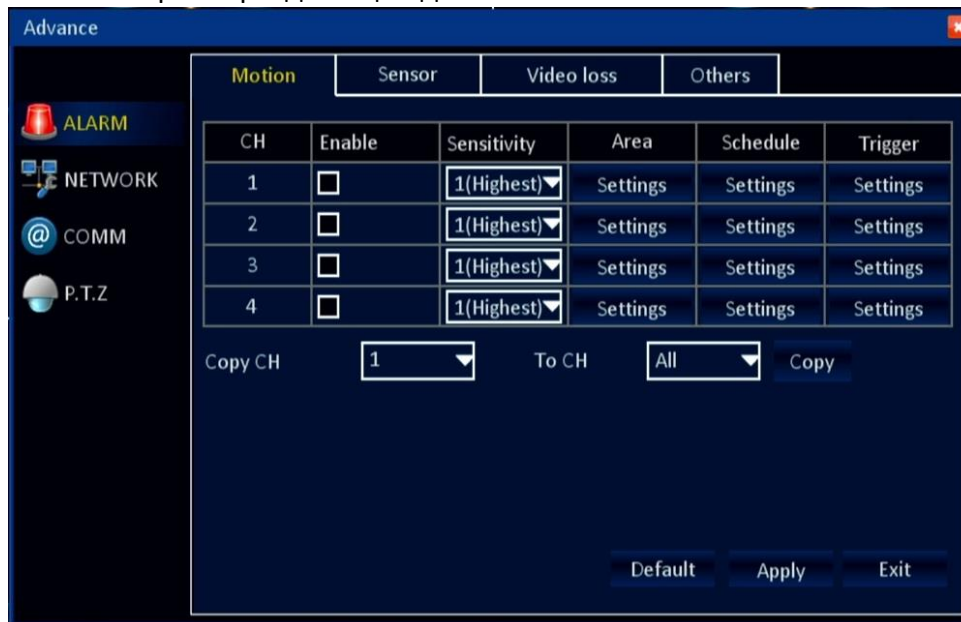 Advance
Motion Sensor Video loss Others
ALARM
NETWORK
COMM
P.T.Z
CH Enable Sensitivity Area Schedule Trigger
1 1(Highest) Settings Settings Settings
2 1(Highest) Settings Settings Settings
3 1(Highest) Settings Settings Settings
4 1(Highest) Settings Settings Settings
Copy CH 1 To CH All Copy
Default Apply Exit